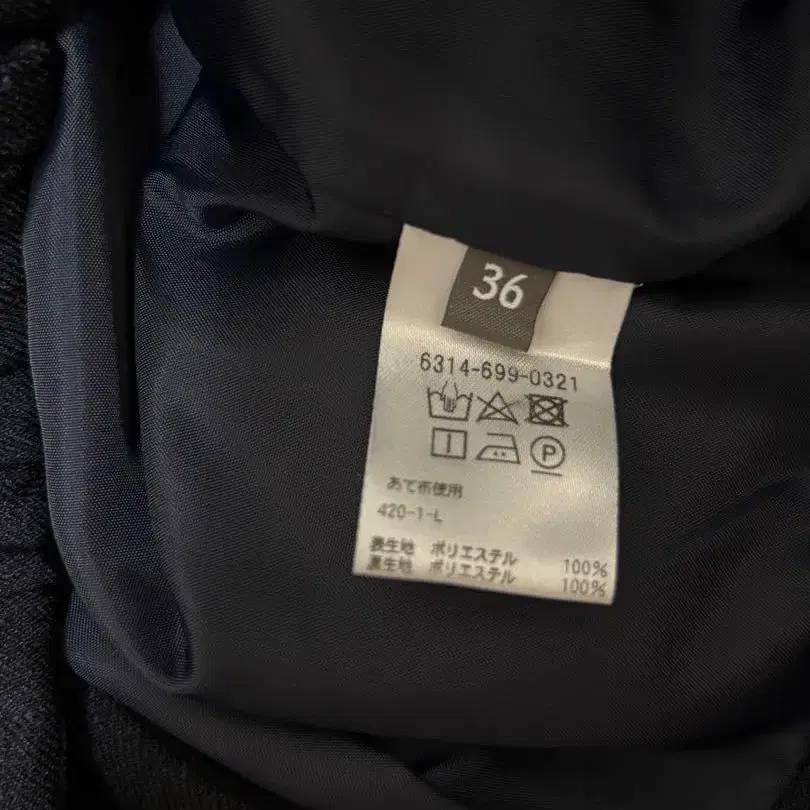 36
6314-699-0321
P
あて布使用
420-1-L
表生地 ポリエステル 100%
裏生地 ポリエステル 100%